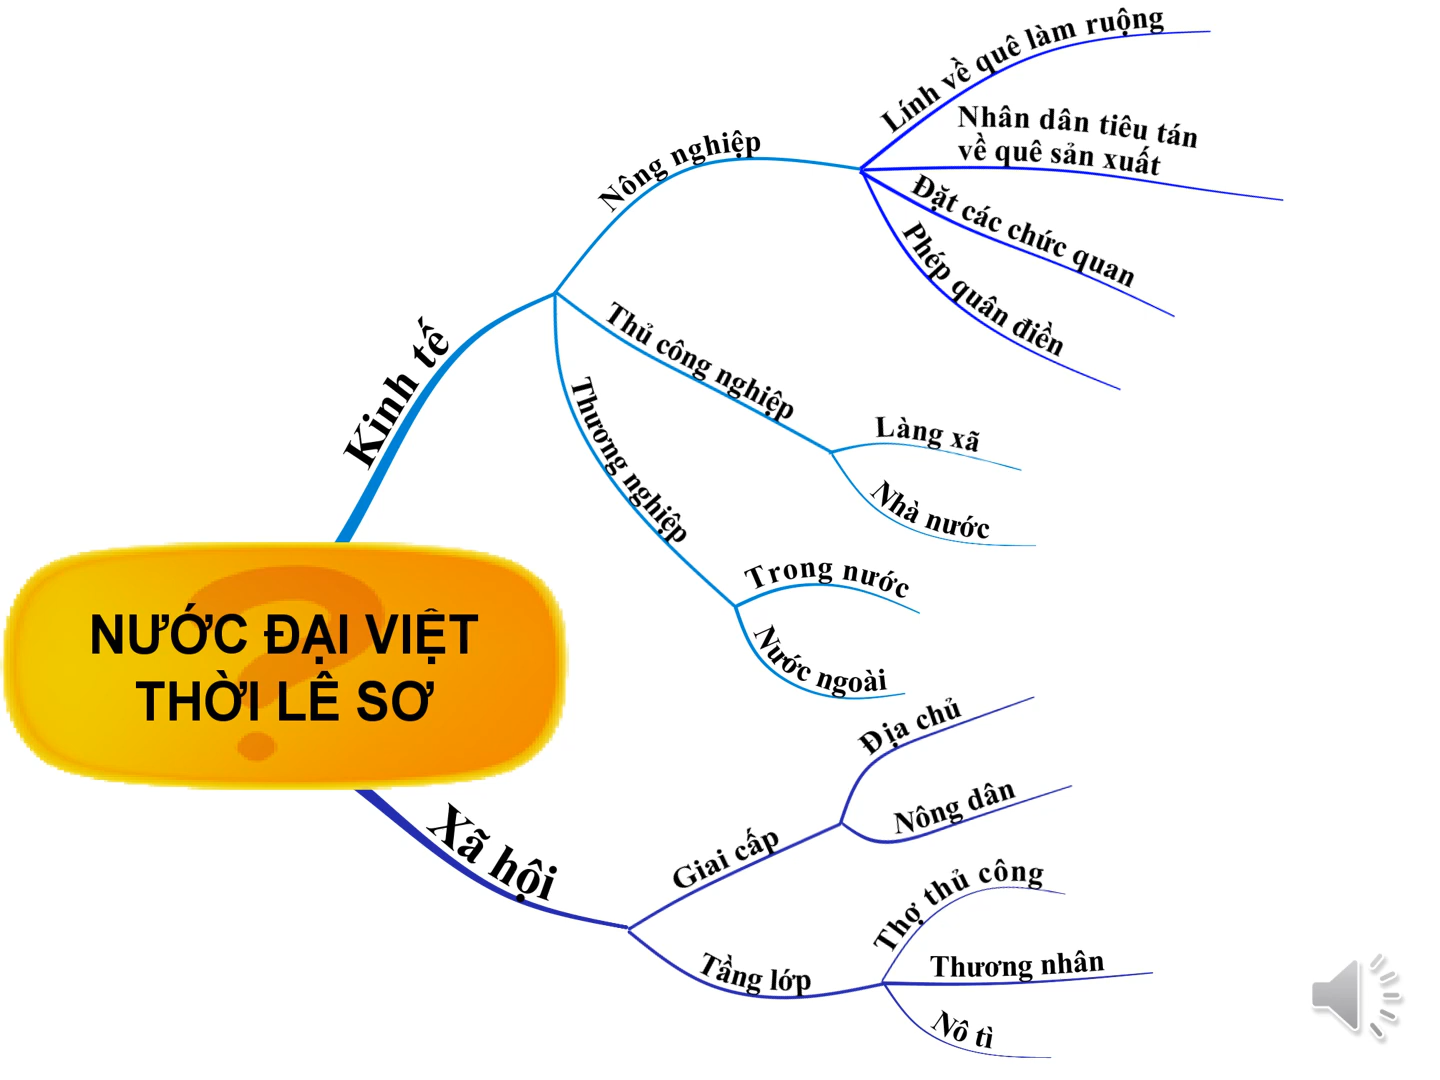 NƯỚC ĐẠI VIỆT
THỜI LÊ SƠ
Kinh tế
Nông nghiệp
Lính về quê làm ruộng
Nhân dân tiêu tán
về quê sản xuất
Đặt các chức quan
Phép quân điền
Thủ công nghiệp
Làng xã
Nhà nước
Thương nghiệp
Trong nước
Nước ngoài
Xã hội
Giai cấp
Địa chủ
Nông dân
Tầng lớp
Thợ thủ công
Thương nhân
Nô tì